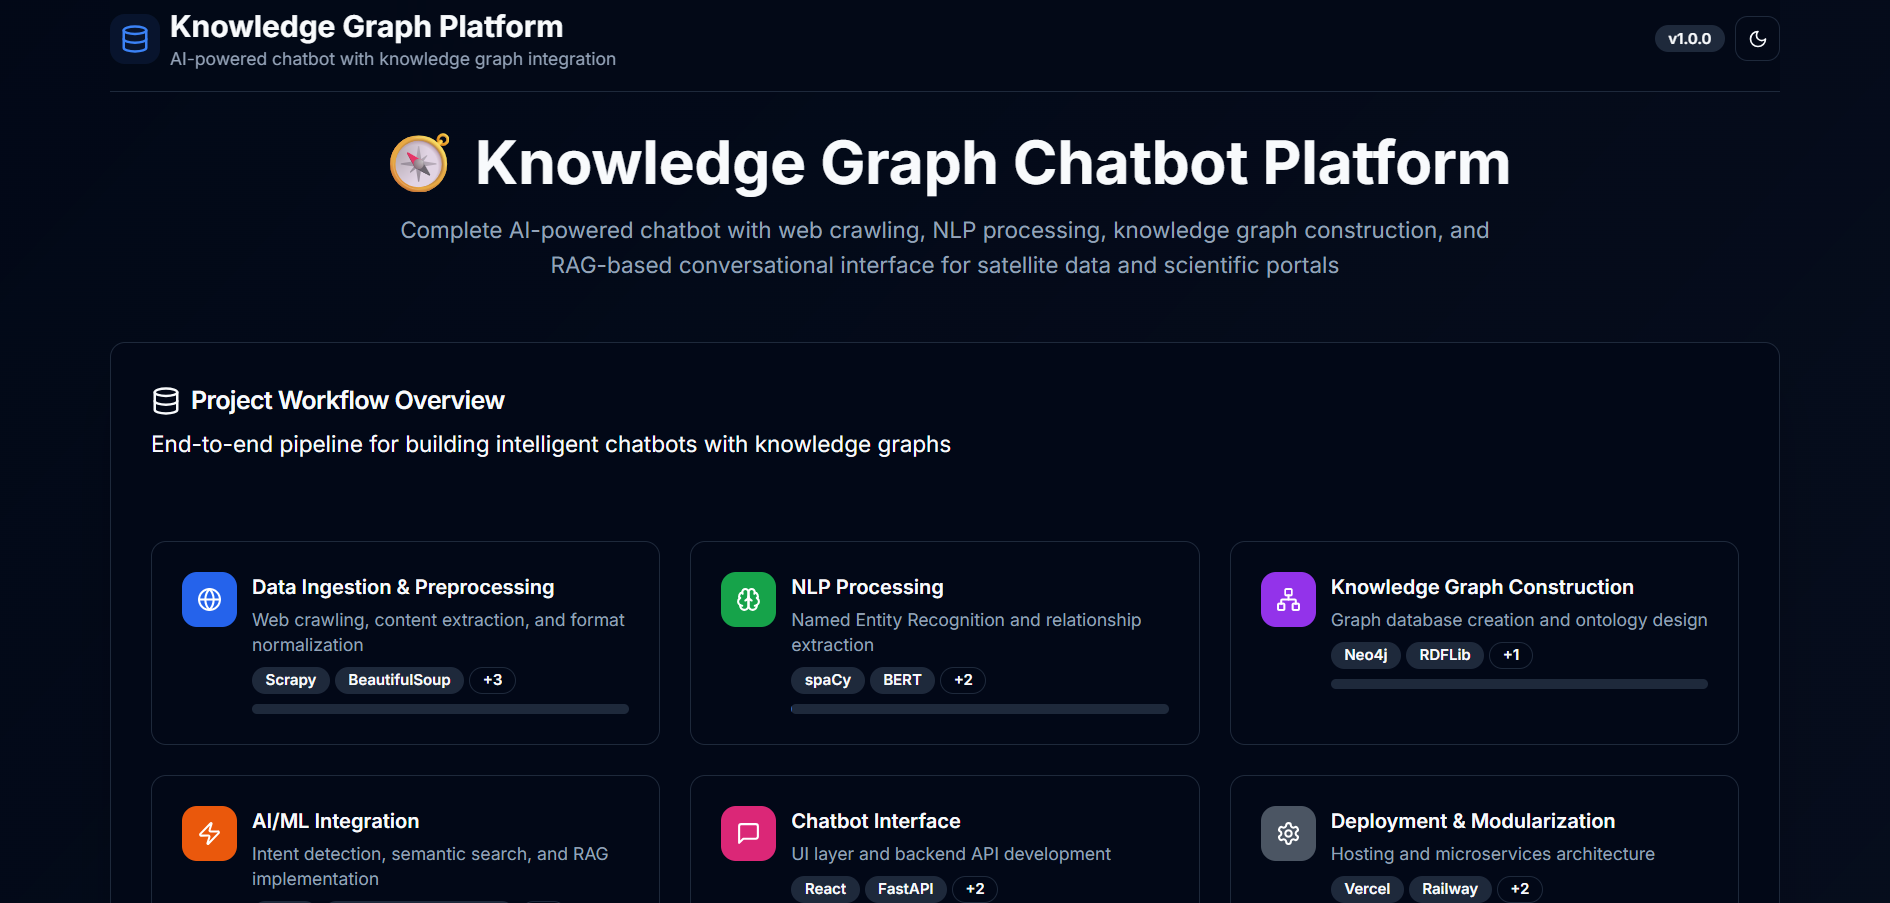 Knowledge Graph Platform
AI-powered chatbot with knowledge graph integration
v1.0.0
Knowledge Graph Chatbot Platform
Complete AI-powered chatbot with web crawling, NLP processing, knowledge graph construction, and
RAG-based conversational interface for satellite data and scientific portals
Project Workflow Overview
End-to-end pipeline for building intelligent chatbots with knowledge graphs
Data Ingestion & Preprocessing
Web crawling, content extraction, and format
normalization
Scrapy BeautifulSoup +3
NLP Processing
Named Entity Recognition and relationship
extraction
spaCy BERT +2
Knowledge Graph Construction
Graph database creation and ontology design
Neo4j RDFLib +1
AI/ML Integration
Intent detection, semantic search, and RAG
implementation
Chatbot Interface
UI layer and backend API development
React FastAPI +2
Deployment & Modularization
Hosting and microservices architecture
Vercel Railway +2